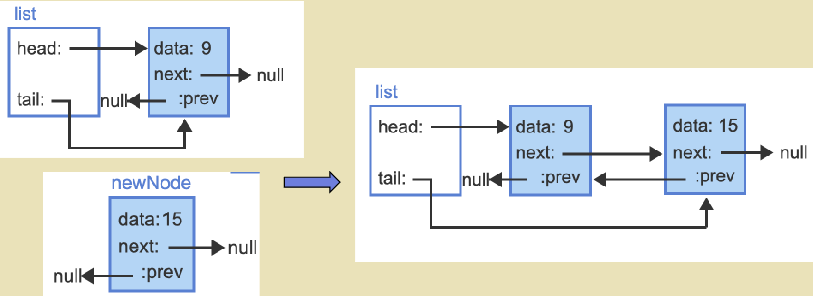 list
head:
data: 9
next:
null
tail:
null
:prev
newNode
data:15
next:
null
null
:prev
list
head:
data: 9
data: 15
next:
next:
null
tail:
null
:prev
:prev